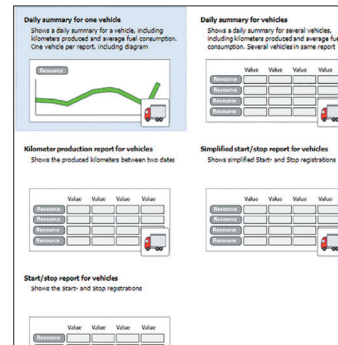 Daily summary for one vehicle
Shows a daily summary for a vehicle, including
kilometers produced and average fuel consumption.
One vehicle per report, including diagram
Resource
Daily summary for vehicles
Shows a daily summary for several vehicles,
including kilometers produced and average fue
consumption. Several vehicles in same report
Value Value Value Value
Resource
Resource
Resource
Resource
Kilometer production report for vehicles
Shows the produced kilometers between two dates
Value Value Value Value
Resource
Resource
Resource
Resource
Simplified start/stop report for vehicles
Shows simplified Start- and Stop registrations
Value Value Value Value
Resource
Resource
Resource
Resource
Start/stop report for vehicles
Shows the Start- and Stop registrations
Value Value Value Value
Resource